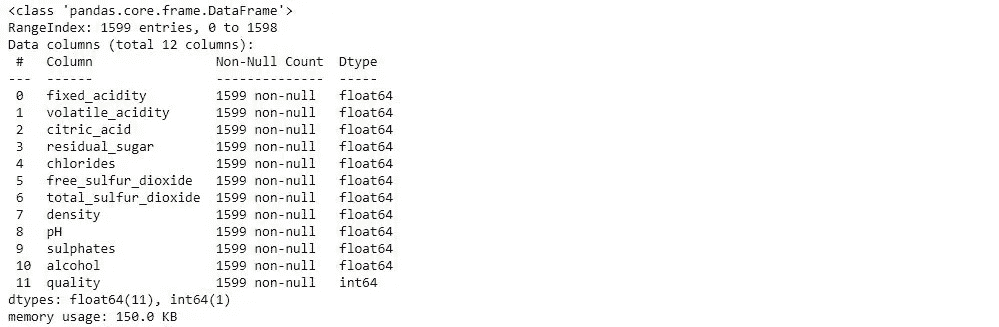 <class 'pandas.core.frame.DataFrame'>
RangeIndex: 1599 entries, 0 to 1598
Data columns (total 12 columns):
 #   Column                Non-Null Count  Dtype
---  ------                --------------  -----
 0   fixed_acidity         1599 non-null   float64
 1   volatile_acidity      1599 non-null   float64
 2   citric_acid           1599 non-null   float64
 3   residual_sugar        1599 non-null   float64
 4   chlorides             1599 non-null   float64
 5   free_sulfur_dioxide   1599 non-null   float64
 6   total_sulfur_dioxide  1599 non-null   float64
 7   density               1599 non-null   float64
 8   pH                    1599 non-null   float64
 9   sulphates             1599 non-null   float64
 10  alcohol               1599 non-null   float64
 11  quality               1599 non-null   int64
dtypes: float64(11), int64(1)
memory usage: 150.0 KB